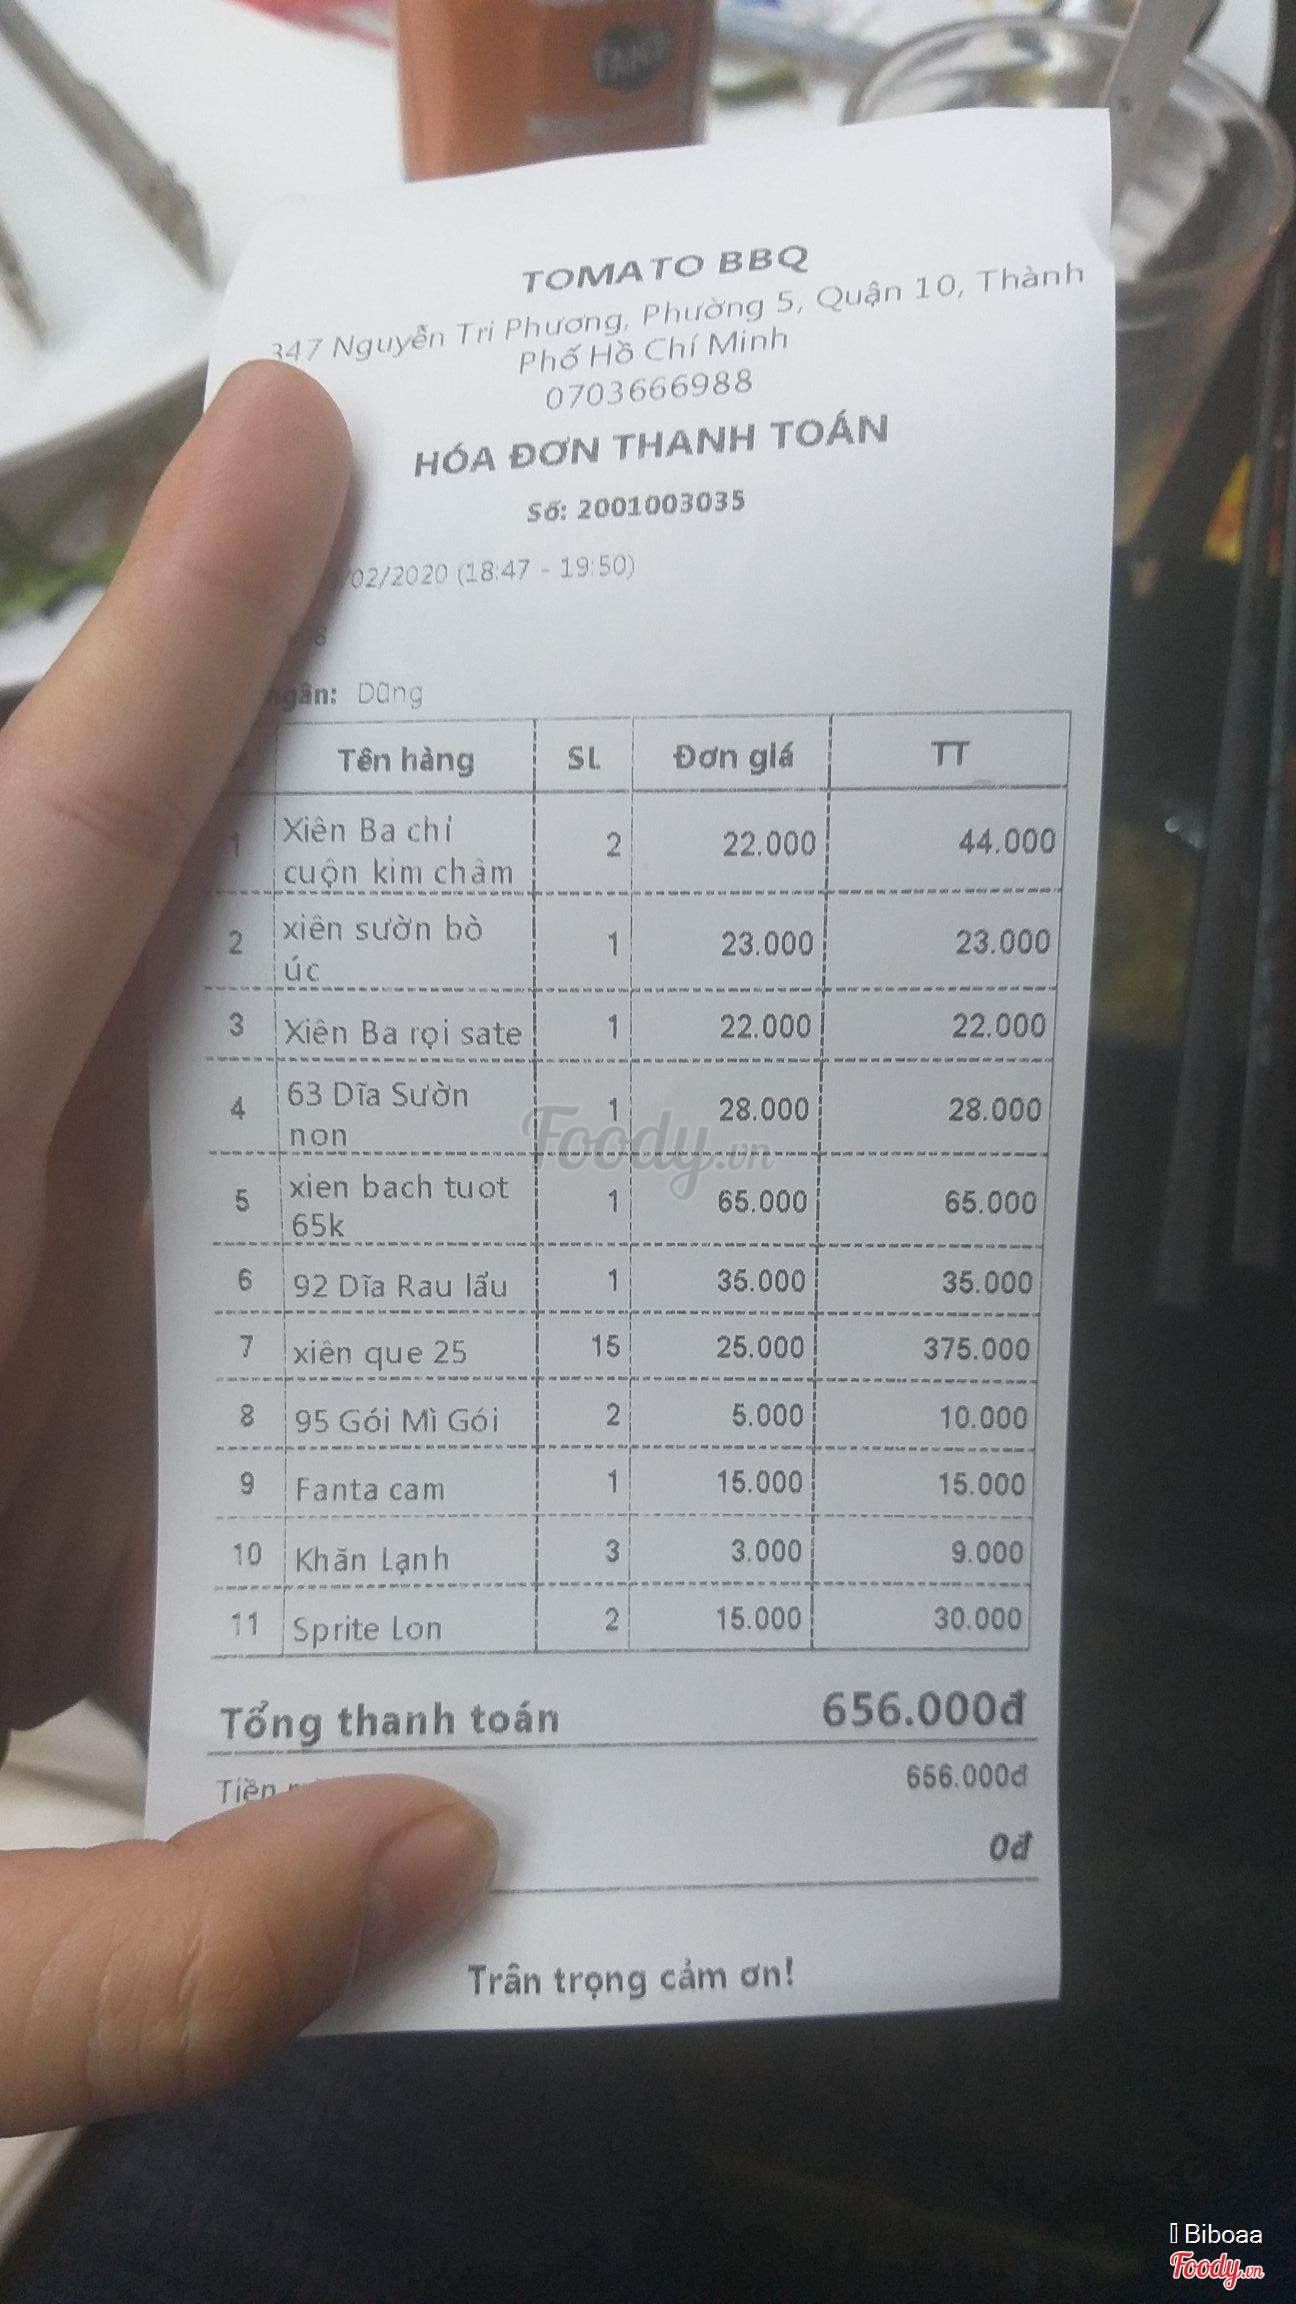 TOMATO BBQ
347 Nguyễn Tri Phương, Phường 5, Quận 10, Thành
Phố Hồ Chí Minh
0703666988
HÓA ĐƠN THANH TOÁN
Số: 2001003035
/02/2020 (18:47 - 19:50)
ngân: Dũng
Tên hàng SL Đơn giá TT
1 Xiên Ba chỉ cuộn kim châm 2 22.000 44.000
2 xiên sườn bò úc 1 23.000 23.000
3 Xiên Ba rọi sate 1 22.000 22.000
4 63 Dĩa Sườn non 1 28.000 28.000
5 xien bach tuot 65k 1 65.000 65.000
6 92 Dĩa Rau lẩu 1 35.000 35.000
7 xiên que 25 15 25.000 375.000
8 95 Gói Mì Gói 2 5.000 10.000
9 Fanta cam 1 15.000 15.000
10 Khăn Lạnh 3 3.000 9.000
11 Sprite Lon 2 15.000 30.000
Tổng thanh toán 656.000đ
Tiền 656.000đ
0đ
Trân trọng cảm ơn!
Foody.vn
Biboaa
Foody.vn